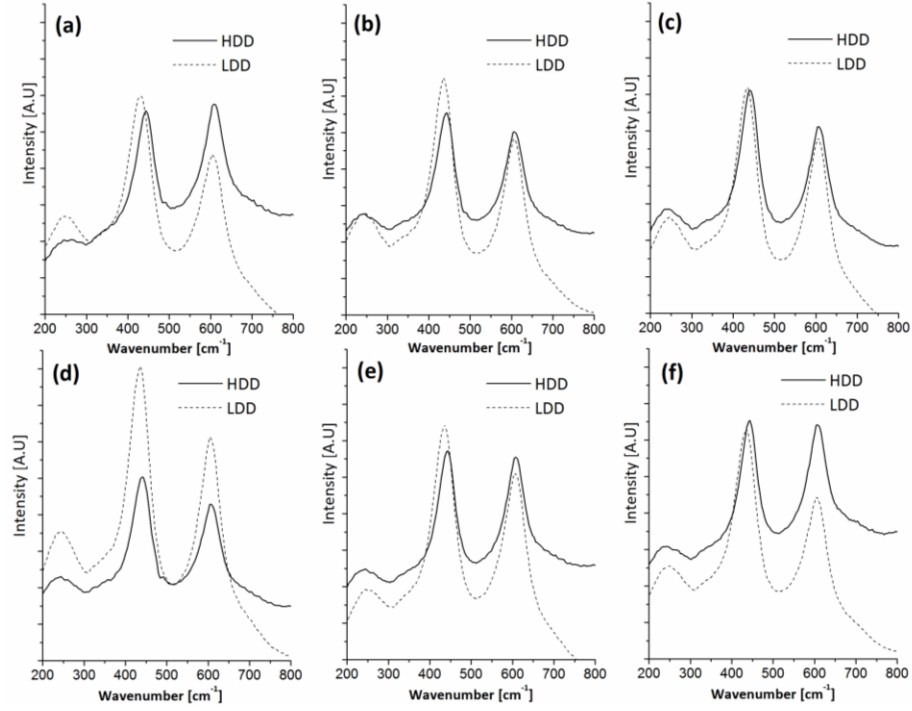 (a)
HDD
LDD
Intensity [A.U]
200 300 400 500 600 700 800
Wavenumber [cm⁻¹]
(b)
HDD
LDD
Intensity [A.U]
200 300 400 500 600 700 800
Wavenumber [cm⁻¹]
(c)
HDD
LDD
Intensity [A.U]
200 300 400 500 600 700 800
Wavenumber [cm⁻¹]
(d)
HDD
LDD
Intensity [A.U]
200 300 400 500 600 700 800
Wavenumber [cm⁻¹]
(e)
HDD
LDD
Intensity [A.U]
200 300 400 500 600 700 800
Wavenumber [cm⁻¹]
(f)
HDD
LDD
Intensity [A.U]
200 300 400 500 600 700 800
Wavenumber [cm⁻¹]